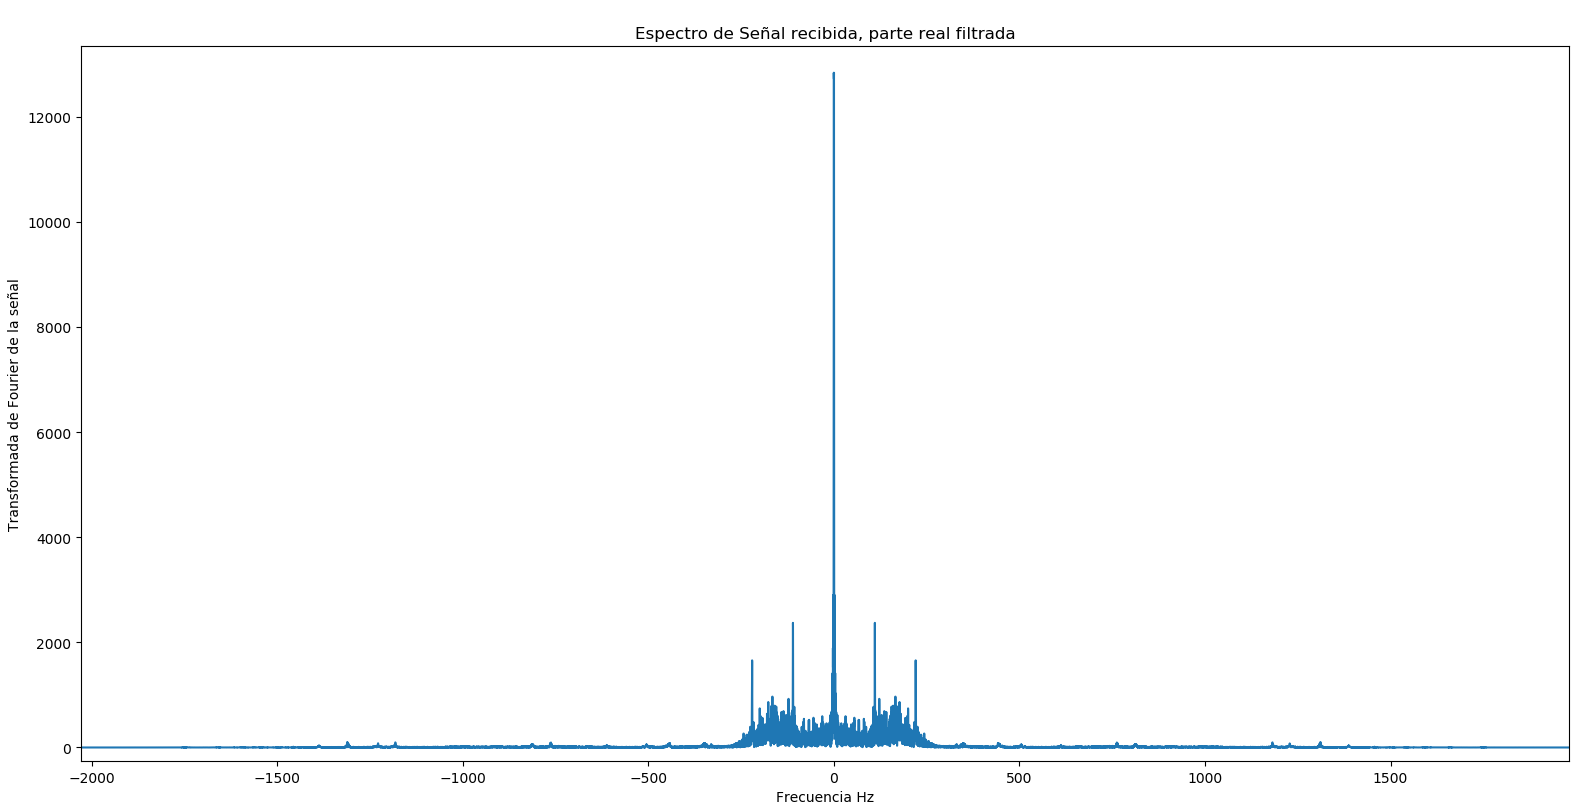 Espectro de Señal recibida, parte real filtrada
12000
10000
8000
6000
4000
2000
0
Transformada de Fourier de la señal
−2000 −1500 −1000 −500 0 500 1000 1500
Frecuencia Hz